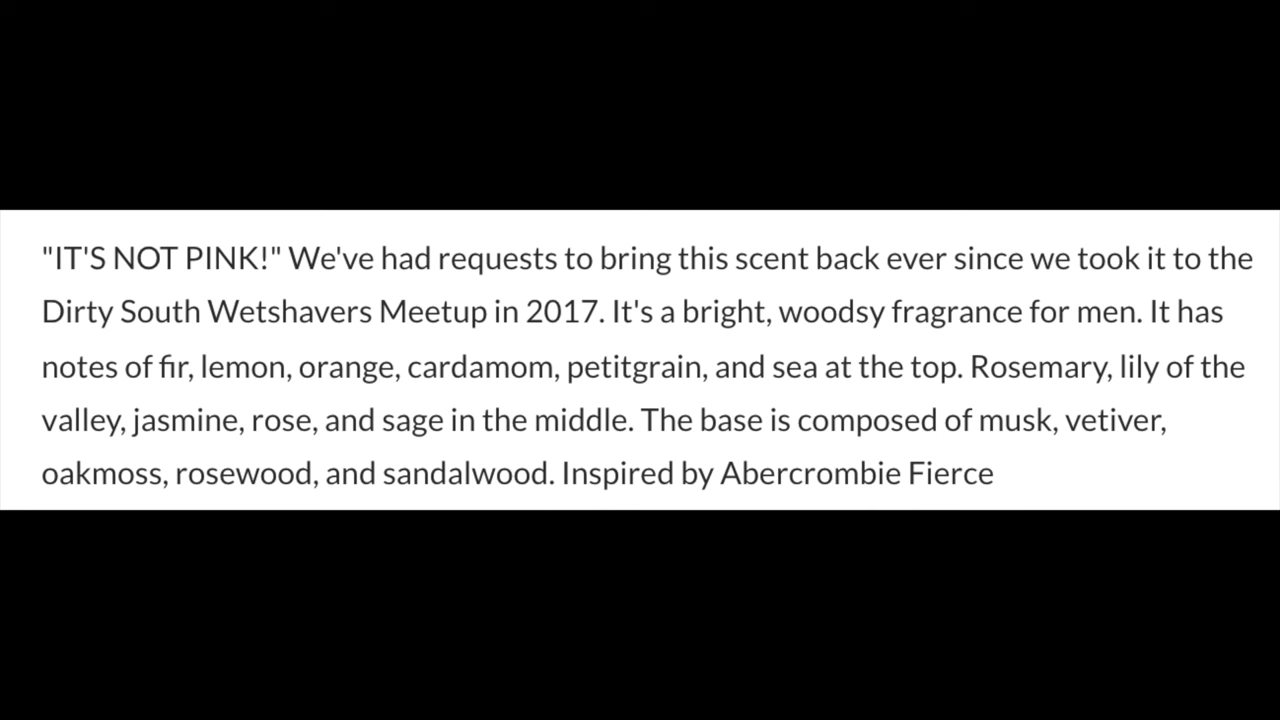 "IT'S NOT PINK!" We've had requests to bring this scent back ever since we took it to the
Dirty South Wetshavers Meetup in 2017. It's a bright, woodsy fragrance for men. It has
notes of fir, lemon, orange, cardamom, petitgrain, and sea at the top. Rosemary, lily of the
valley, jasmine, rose, and sage in the middle. The base is composed of musk, vetiver,
oakmoss, rosewood, and sandalwood. Inspired by Abercrombie Fierce